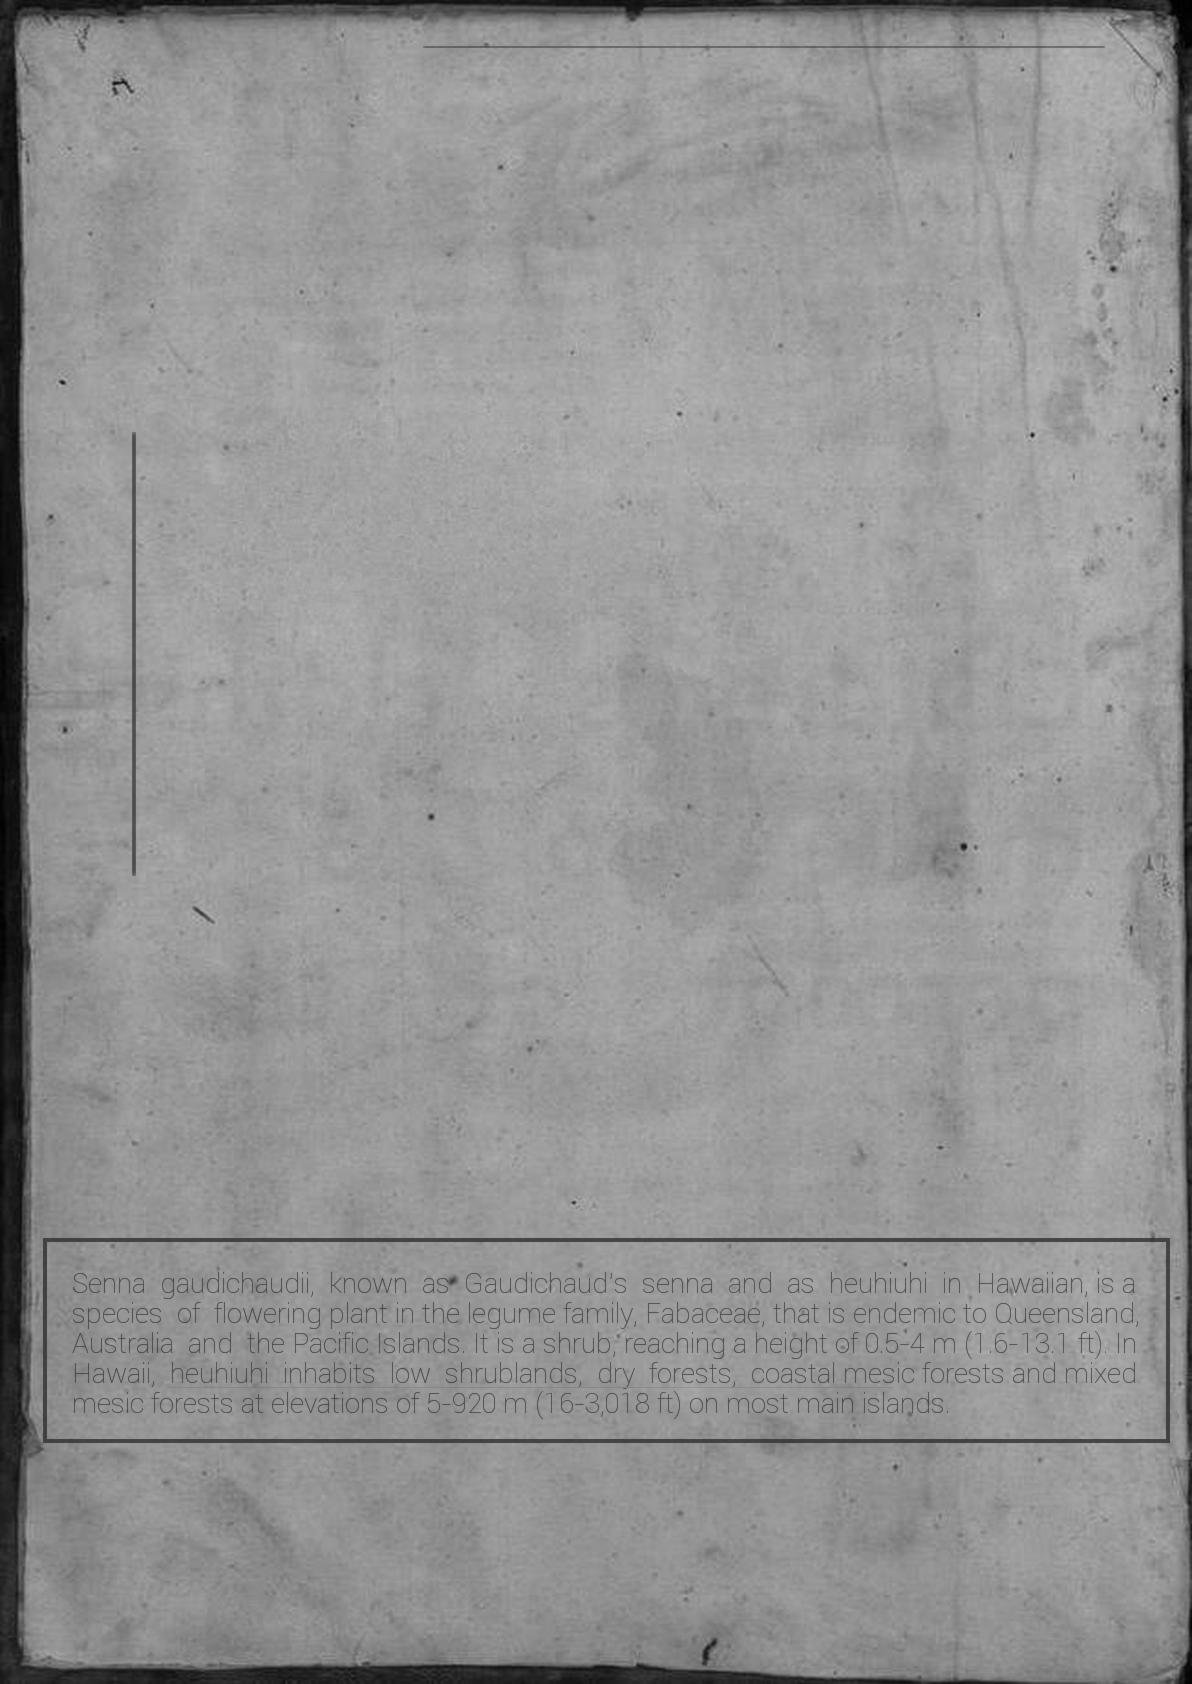 Senna gaudichaudii, known as Gaudichaud's senna and as heuhiuhi in Hawaiian, is a
species of flowering plant in the legume family, Fabaceae, that is endemic to Queensland,
Australia and the Pacific Islands. It is a shrub, reaching a height of 0.5-4 m (1.6-13.1 ft). In
Hawaii, heuhiuhi inhabits low shrublands, dry forests, coastal mesic forests and mixed
mesic forests at elevations of 5-920 m (16-3,018 ft) on most main islands.